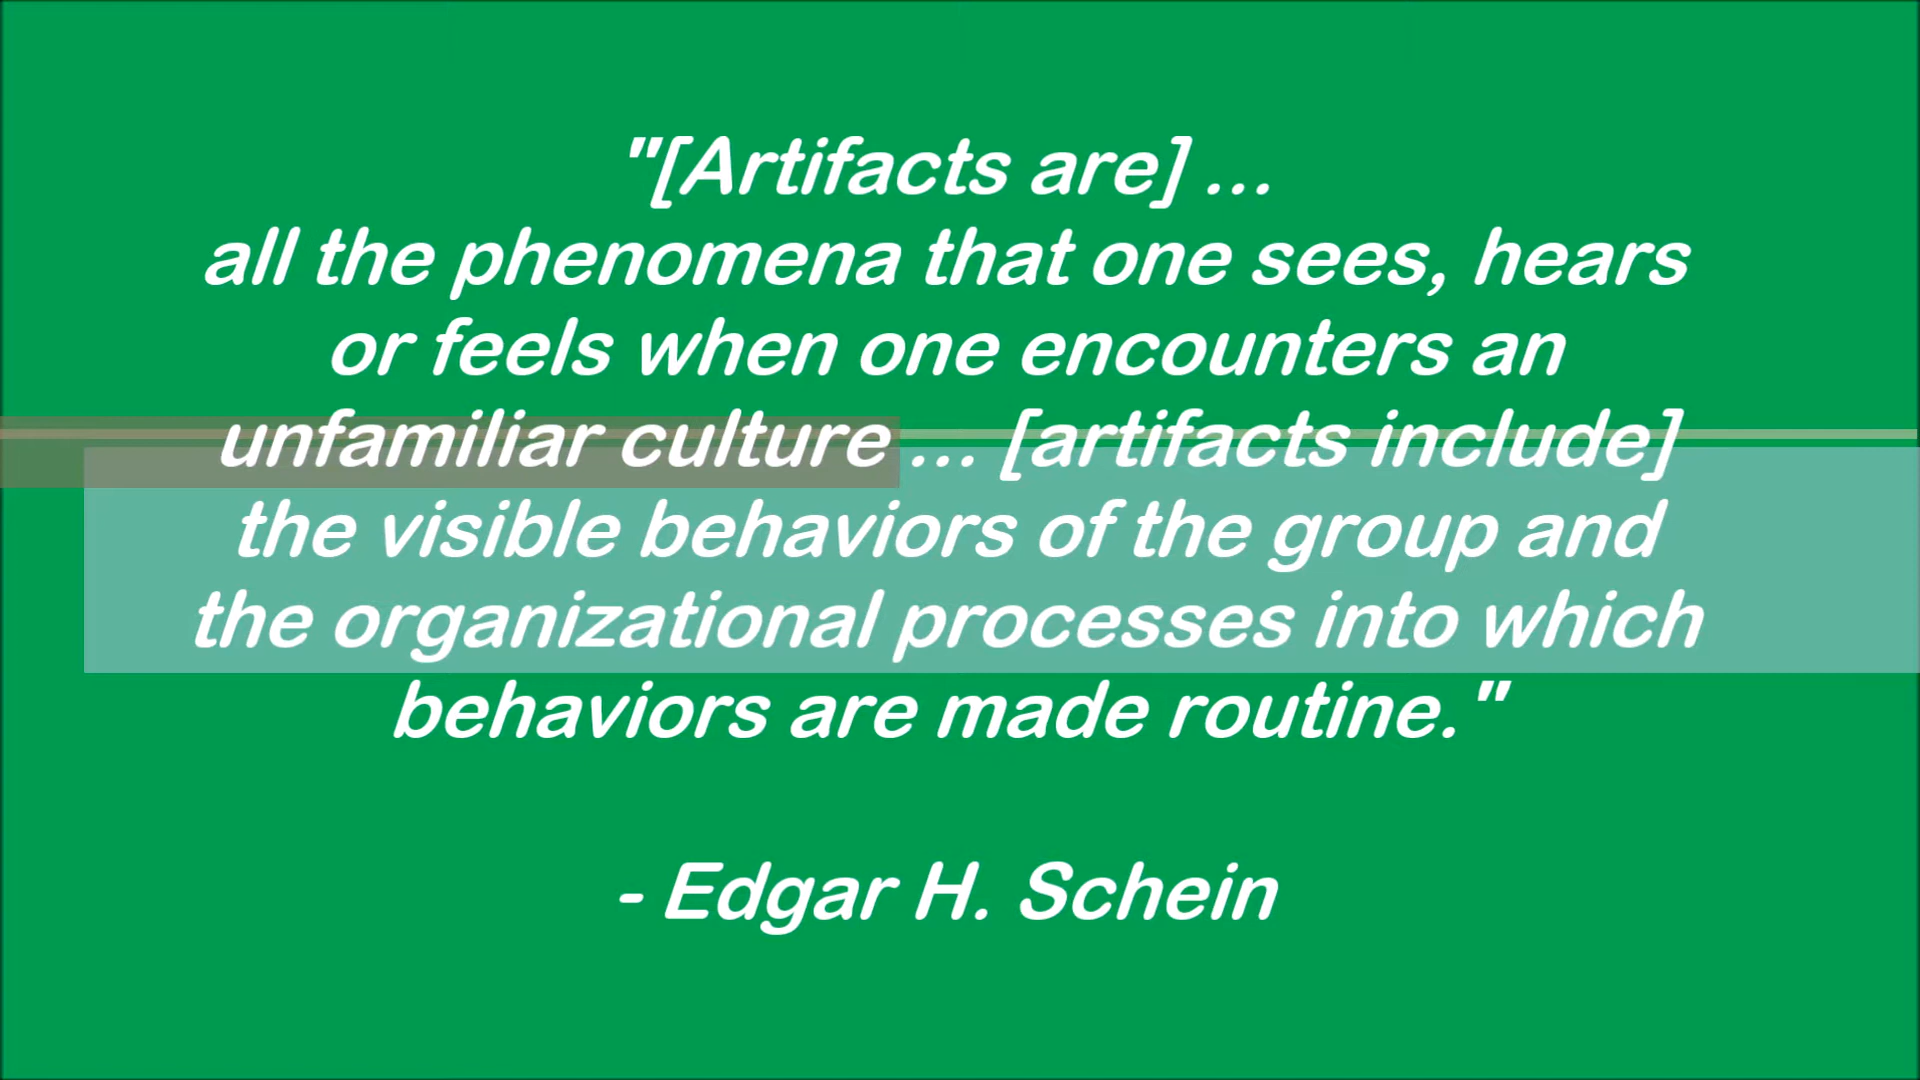 "[Artifacts are] ...
all the phenomena that one sees, hears
or feels when one encounters an
unfamiliar culture ... [artifacts include]
the visible behaviors of the group and
the organizational processes into which
behaviors are made routine."
- Edgar H. Schein